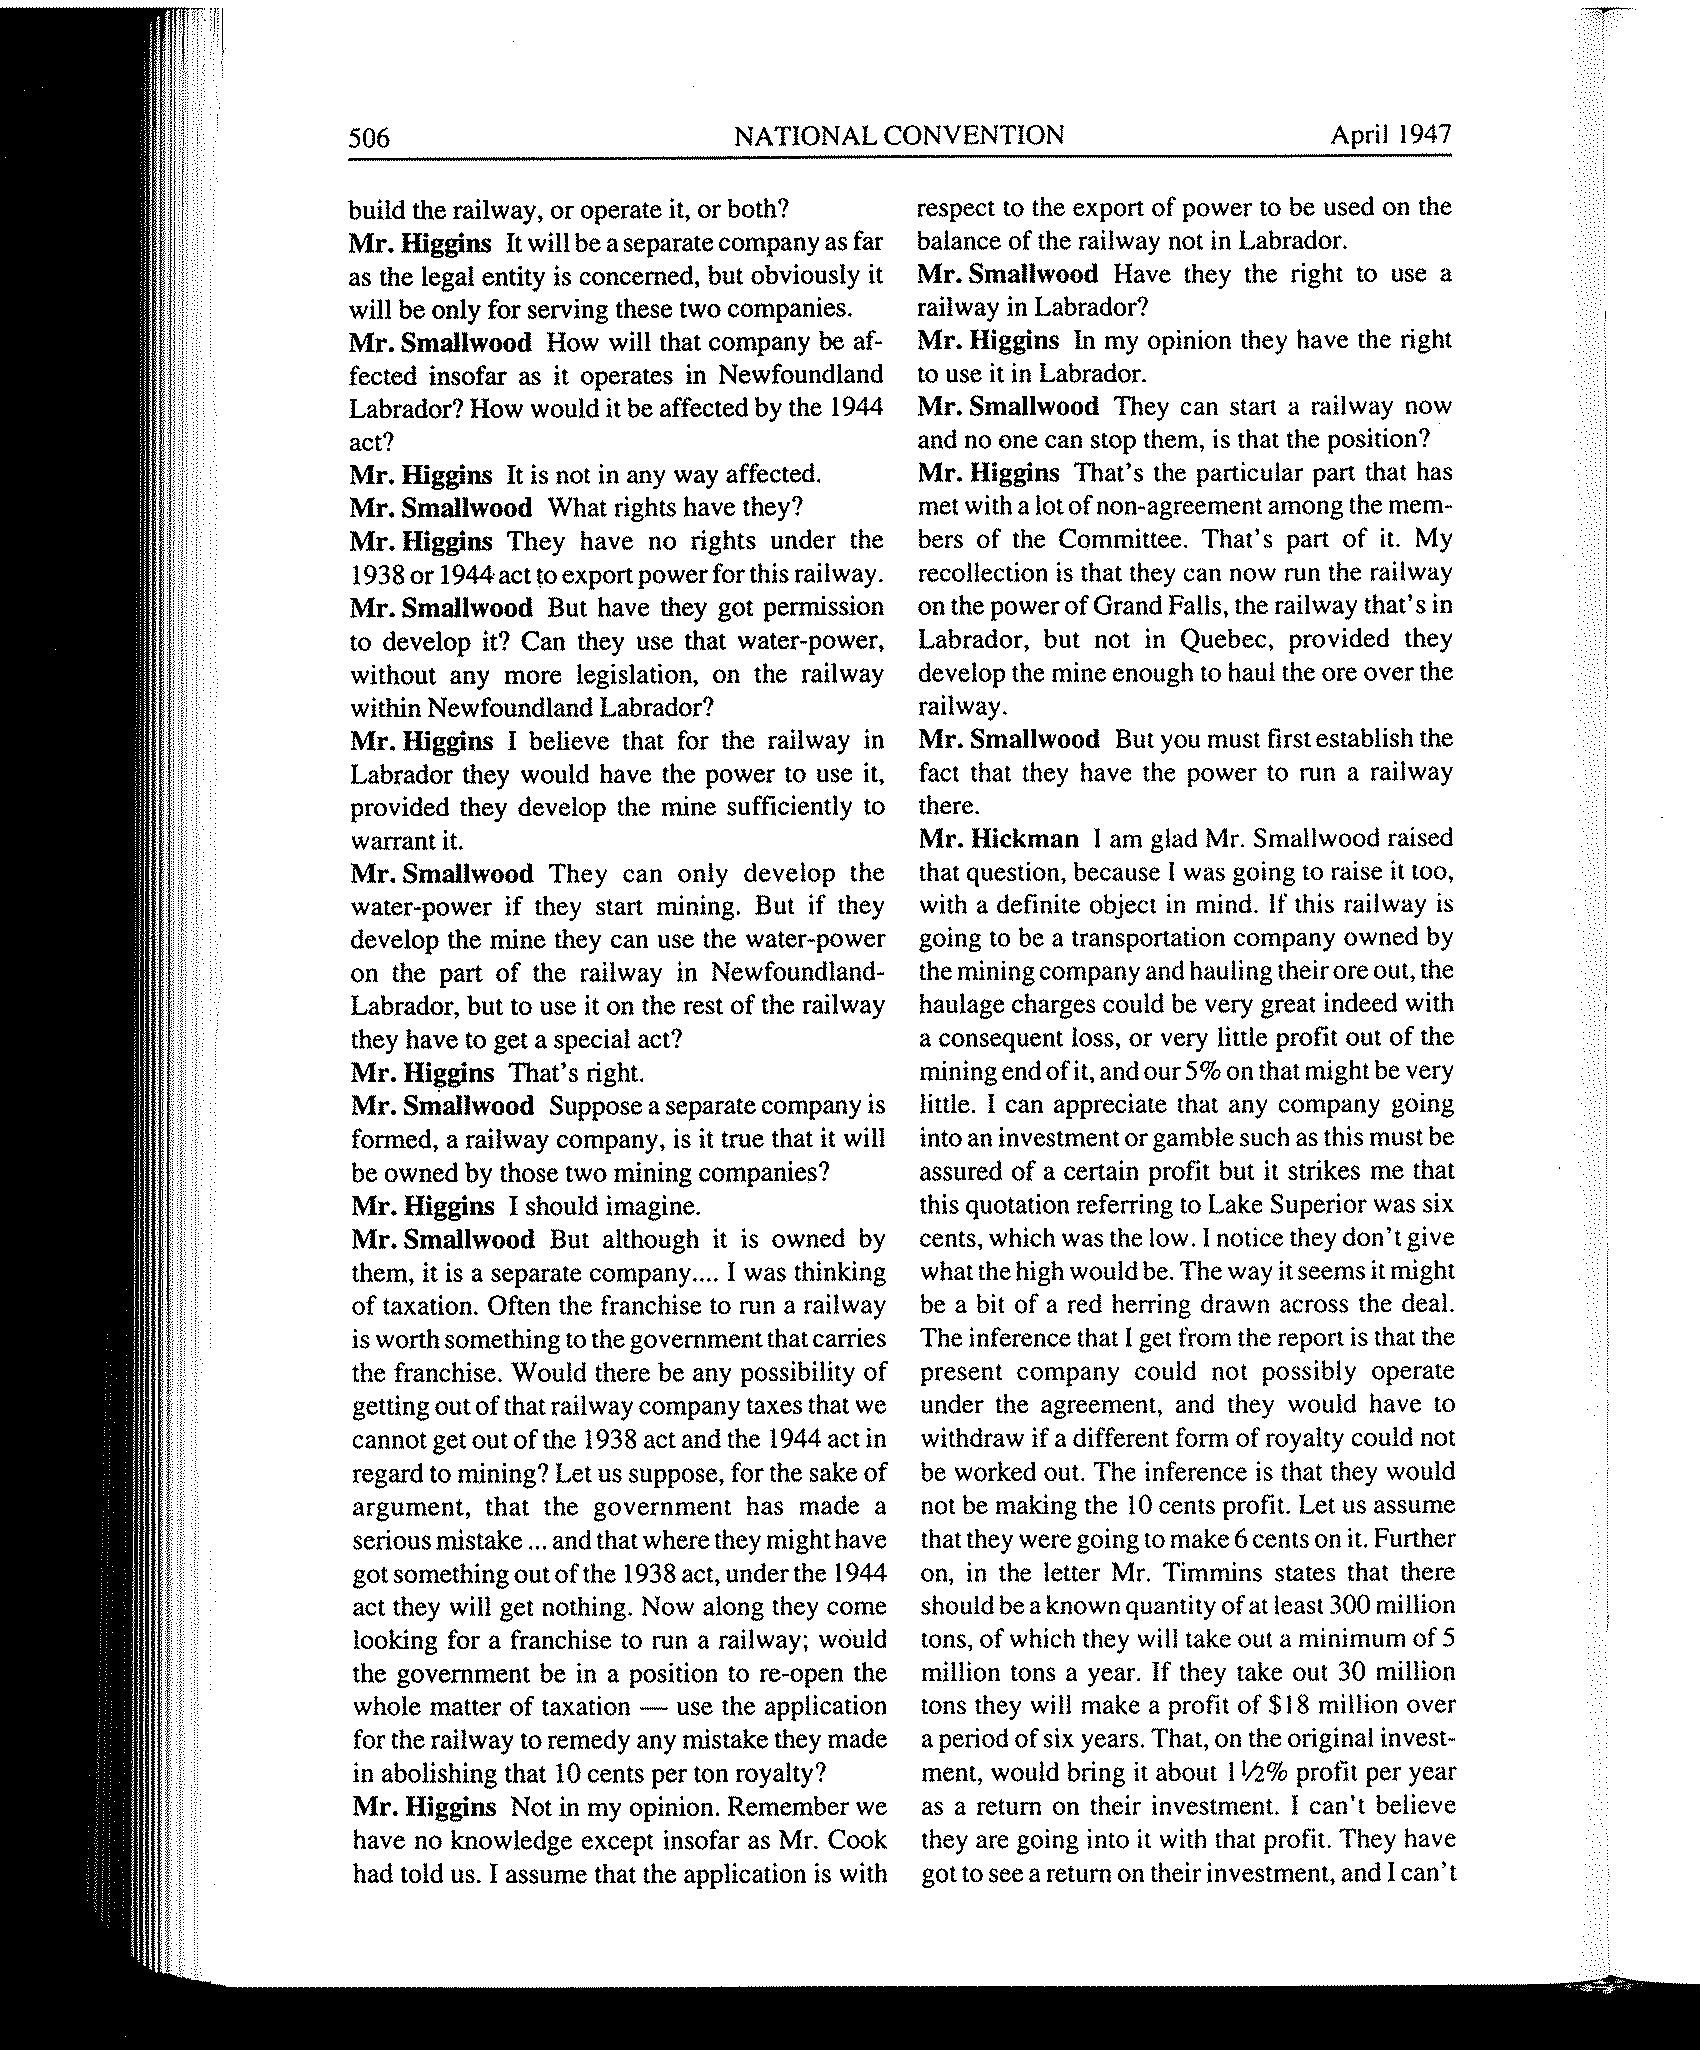 506 NATIONAL CONVENTION April 1947
build the railway, or operate it, or both?
Mr. Higgins It will be a separate company as far
as the legal entity is concerned, but obviously it
will be only for serving these two companies.
Mr. Smallwood How will that company be af-
fected insofar as it operates in Newfoundland
Labrador? How would it be affected by the 1944
act?
Mr. Higgins It is not in any way affected.
Mr. Smallwood What rights have they?
Mr. Higgins They have no rights under the
1938 or 1944 act to export power for this railway.
Mr. Smallwood But have they got permission
to develop it? Can they use that water-power,
without any more legislation, on the railway
within Newfoundland Labrador?
Mr. Higgins I believe that for the railway in
Labrador they would have the power to use it,
provided they develop the mine sufficiently to
warrant it.
Mr. Smallwood They can only develop the
water-power if they start mining. But if they
develop the mine they can use the water-power
on the part of the railway in Newfoundland-
Labrador, but to use it on the rest of the railway
they have to get a special act?
Mr. Higgins That's right.
Mr. Smallwood Suppose a separate company is
formed, a railway company, is it true that it will
be owned by those two mining companies?
Mr. Higgins I should imagine.
Mr. Smallwood But although it is owned by
them, it is a separate company.... I was thinking
of taxation. Often the franchise to run a railway
is worth something to the government that carries
the franchise. Would there be any possibility of
getting out of that railway company taxes that we
cannot get out of the 1938 act and the 1944 act in
regard to mining? Let us suppose, for the sake of
argument, that the government has made a
serious mistake ... and that where they might have
got something out of the 1938 act, under the 1944
act they will get nothing. Now along they come
looking for a franchise to run a railway; would
the government be in a position to re-open the
whole matter of taxation — use the application
for the railway to remedy any mistake they made
in abolishing that 10 cents per ton royalty?
Mr. Higgins Not in my opinion. Remember we
have no knowledge except insofar as Mr. Cook
had told us. I assume that the application is with
respect to the export of power to be used on the
balance of the railway not in Labrador.
Mr. Smallwood Have they the right to use a
railway in Labrador?
Mr. Higgins In my opinion they have the right
to use it in Labrador.
Mr. Smallwood They can start a railway now
and no one can stop them, is that the position?
Mr. Higgins That's the particular part that has
met with a lot of non-agreement among the mem-
bers of the Committee. That's part of it. My
recollection is that they can now run the railway
on the power of Grand Falls, the railway that's in
Labrador, but not in Quebec, provided they
develop the mine enough to haul the ore over the
railway.
Mr. Smallwood But you must first establish the
fact that they have the power to run a railway
there.
Mr. Hickman I am glad Mr. Smallwood raised
that question, because I was going to raise it too,
with a definite object in mind. If this railway is
going to be a transportation company owned by
the mining company and hauling their ore out, the
haulage charges could be very great indeed with
a consequent loss, or very little profit out of the
mining end of it, and our 5% on that might be very
little. I can appreciate that any company going
into an investment or gamble such as this must be
assured of a certain profit but it strikes me that
this quotation referring to Lake Superior was six
cents, which was the low. I notice they don't give
what the high would be. The way it seems it might
be a bit of a red herring drawn across the deal.
The inference that I get from the report is that the
present company could not possibly operate
under the agreement, and they would have to
withdraw if a different form of royalty could not
be worked out. The inference is that they would
not be making the 10 cents profit. Let us assume
that they were going to make 6 cents on it. Further
on, in the letter Mr. Timmins states that there
should be a known quantity of at least 300 million
tons, of which they will take out a minimum of 5
million tons a year. If they take out 30 million
tons they will make a profit of $18 million over
a period of six years. That, on the original invest-
ment, would bring it about 1½% profit per year
as a return on their investment. I can't believe
they are going into it with that profit. They have
got to see a return on their investment, and I can't